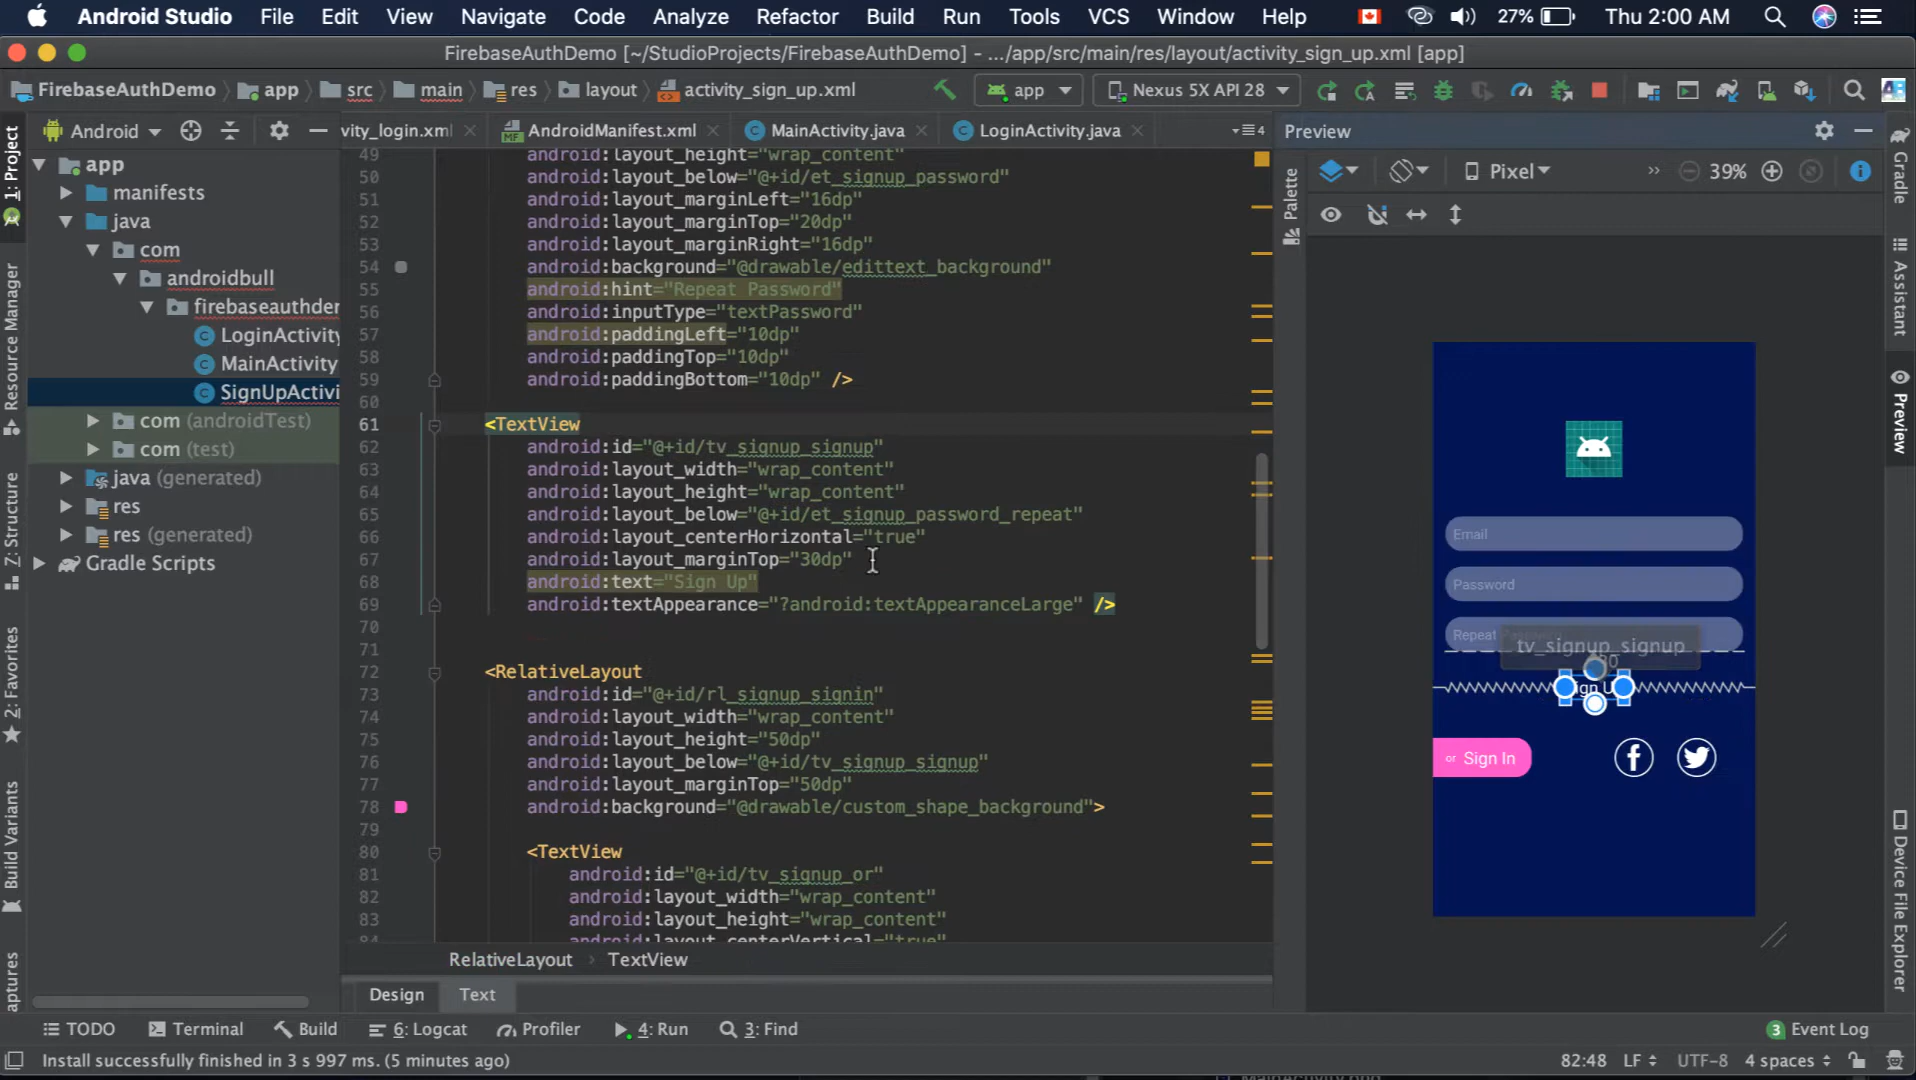 Android Studio File Edit View Navigate Code Analyze Refactor Build Run Tools VCS Window Help 27% Thu 2:00 AM
FirebaseAuthDemo [~/StudioProjects/FirebaseAuthDemo] - .../app/src/main/res/layout/activity_sign_up.xml [app]
FirebaseAuthDemo app src main res layout activity_sign_up.xml app Nexus 5X API 28
Android
vity_login.xml AndroidManifest.xml MainActivity.java LoginActivity.java 4
Preview
1: Project
Resource Manager
Z: Structure
2: Favorites
Build Variants
aptures
app
manifests
java
com
androidbull
firebaseauthder
LoginActivity
MainActivity
SignUpActivi
com (androidTest)
com (test)
java (generated)
res
res (generated)
Gradle Scripts
49 android:layout_height="wrap_content"
50 android:layout_below="@+id/et_signup_password"
51 android:layout_marginLeft="16dp"
52 android:layout_marginTop="20dp"
53 android:layout_marginRight="16dp"
54 android:background="@drawable/edittext_background"
55 android:hint="Repeat Password"
56 android:inputType="textPassword"
57 android:paddingLeft="10dp"
58 android:paddingTop="10dp"
59 android:paddingBottom="10dp" />
60
61 <TextView
62 android:id="@+id/tv_signup_signup"
63 android:layout_width="wrap_content"
64 android:layout_height="wrap_content"
65 android:layout_below="@+id/et_signup_password_repeat"
66 android:layout_centerHorizontal="true"
67 android:layout_marginTop="30dp"
68 android:text="Sign Up"
69 android:textAppearance="?android:textAppearanceLarge" />
70
71
72 <RelativeLayout
73 android:id="@+id/rl_signup_signin"
74 android:layout_width="wrap_content"
75 android:layout_height="50dp"
76 android:layout_below="@+id/tv_signup_signup"
77 android:layout_marginTop="50dp"
78 android:background="@drawable/custom_shape_background">
79
80 <TextView
81 android:id="@+id/tv_signup_or"
82 android:layout_width="wrap_content"
83 android:layout_height="wrap_content"
84 android:layout_centerVertical="true"
RelativeLayout › TextView
Design Text
Palette
Pixel 39%
Email
Password
Repeat
tv_signup_signup
or Sign In
Gradle
Assistant
Preview
Device File Explorer
TODO Terminal Build 6: Logcat Profiler 4: Run 3: Find 3 Event Log
Install successfully finished in 3 s 997 ms. (5 minutes ago) 82:48 LF UTF-8 4 spaces